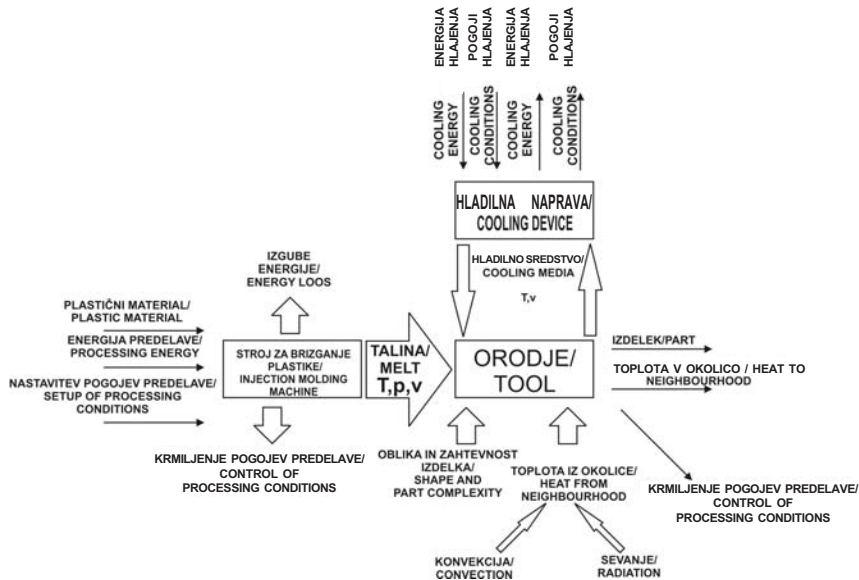 ENERGIJA
HLAJENJA
POGOJI
HLAJENJA
ENERGIJA
HLAJENJA
POGOJI
HLAJENJA
COOLING
ENERGY
COOLING
CONDITIONS
COOLING
ENERGY
COOLING
CONDITIONS
HLADILNA NAPRAVA/
COOLING DEVICE
HLADILNO SREDSTVO/
COOLING MEDIA
T,v
IZGUBE
ENERGIJE/
ENERGY LOOS
PLASTIČNI MATERIAL/
PLASTIC MATERIAL
ENERGIJA PREDELAVE/
PROCESSING ENERGY
NASTAVITEV POGOJEV PREDELAVE/
SETUP OF PROCESSING
CONDITIONS
STROJ ZA BRIZGANJE
PLASTIKE/
INJECTION MOLDING
MACHINE
TALINA/
MELT
T,p,v
ORODJE/
TOOL
IZDELEK/PART
TOPLOTA V OKOLICO / HEAT TO
NEIGHBOURHOOD
KRMILJENJE POGOJEV PREDELAVE/
CONTROL OF
PROCESSING CONDITIONS
OBLIKA IN ZAHTEVNOST
IZDELKA/
SHAPE AND
PART COMPLEXITY
TOPLOTA IZ OKOLICE/
HEAT FROM
NEIGHBOURHOOD
KRMILJENJE POGOJEV PREDELAVE/
CONTROL OF
PROCESSING CONDITIONS
KONVEKCIJA/
CONVECTION
SEVANJE/
RADIATION